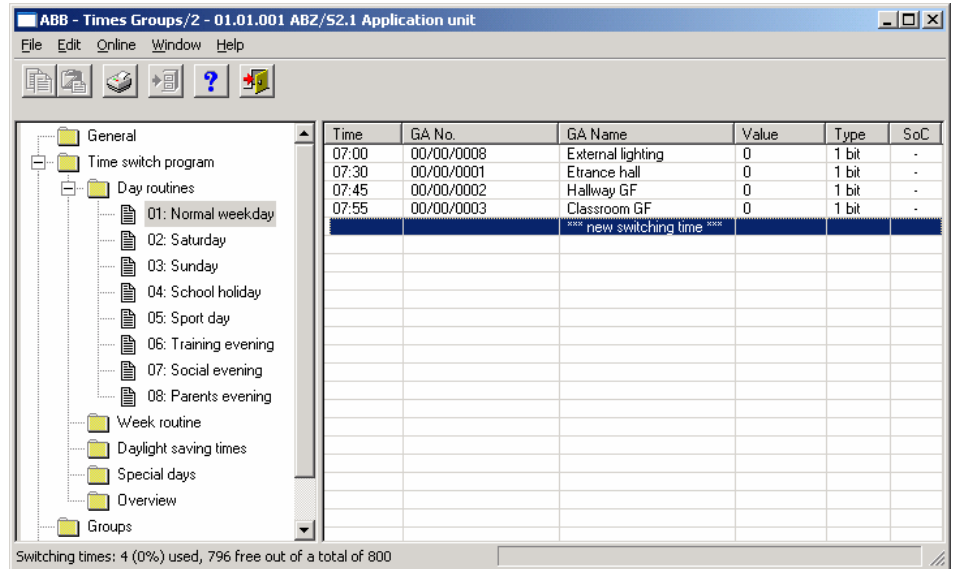 ABB - Times Groups/2 - 01.01.001 ABZ/S2.1 Application unit
File Edit Online Window Help
General
Time switch program
Day routines
01: Normal weekday
02: Saturday
03: Sunday
04: School holiday
05: Sport day
06: Training evening
07: Social evening
08: Parents evening
Week routine
Daylight saving times
Special days
Overview
Groups
Time GA No. GA Name Value Type SoC
07:00 00/00/0008 External lighting 0 1 bit -
07:30 00/00/0001 Etrance hall 0 1 bit -
07:45 00/00/0002 Hallway GF 0 1 bit -
07:55 00/00/0003 Classroom GF 0 1 bit -
*** new switching time ***
Switching times: 4 (0%) used, 796 free out of a total of 800